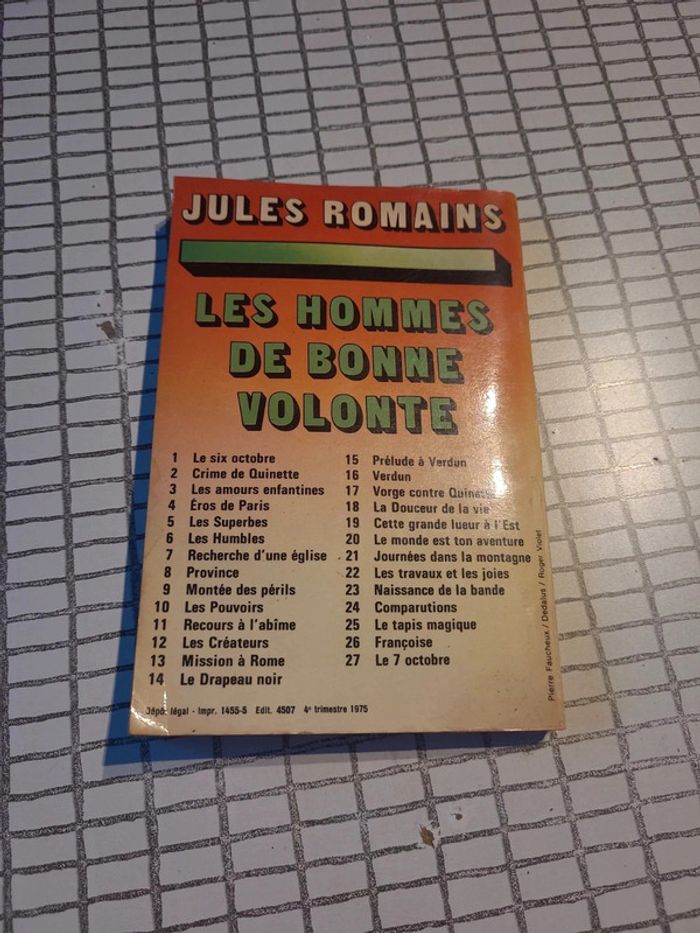 JULES ROMAINS
LES HOMMES
DE BONNE
VOLONTE
1 Le six octobre
2 Crime de Quinette
3 Les amours enfantines
4 Éros de Paris
5 Les Superbes
6 Les Humbles
7 Recherche d'une église
8 Province
9 Montée des périls
10 Les Pouvoirs
11 Recours à l'abîme
12 Les Créateurs
13 Mission à Rome
14 Le Drapeau noir
15 Prélude à Verdun
16 Verdun
17 Vorge contre Quinette
18 La Douceur de la vie
19 Cette grande lueur à l'Est
20 Le monde est ton aventure
21 Journées dans la montagne
22 Les travaux et les joies
23 Naissance de la bande
24 Comparutions
25 Le tapis magique
26 Françoise
27 Le 7 octobre
Dépôt légal - Impr. 1455-5 Edit. 4507 4e trimestre 1975
Pierre Faucheux / Dedalus / Roger Violet